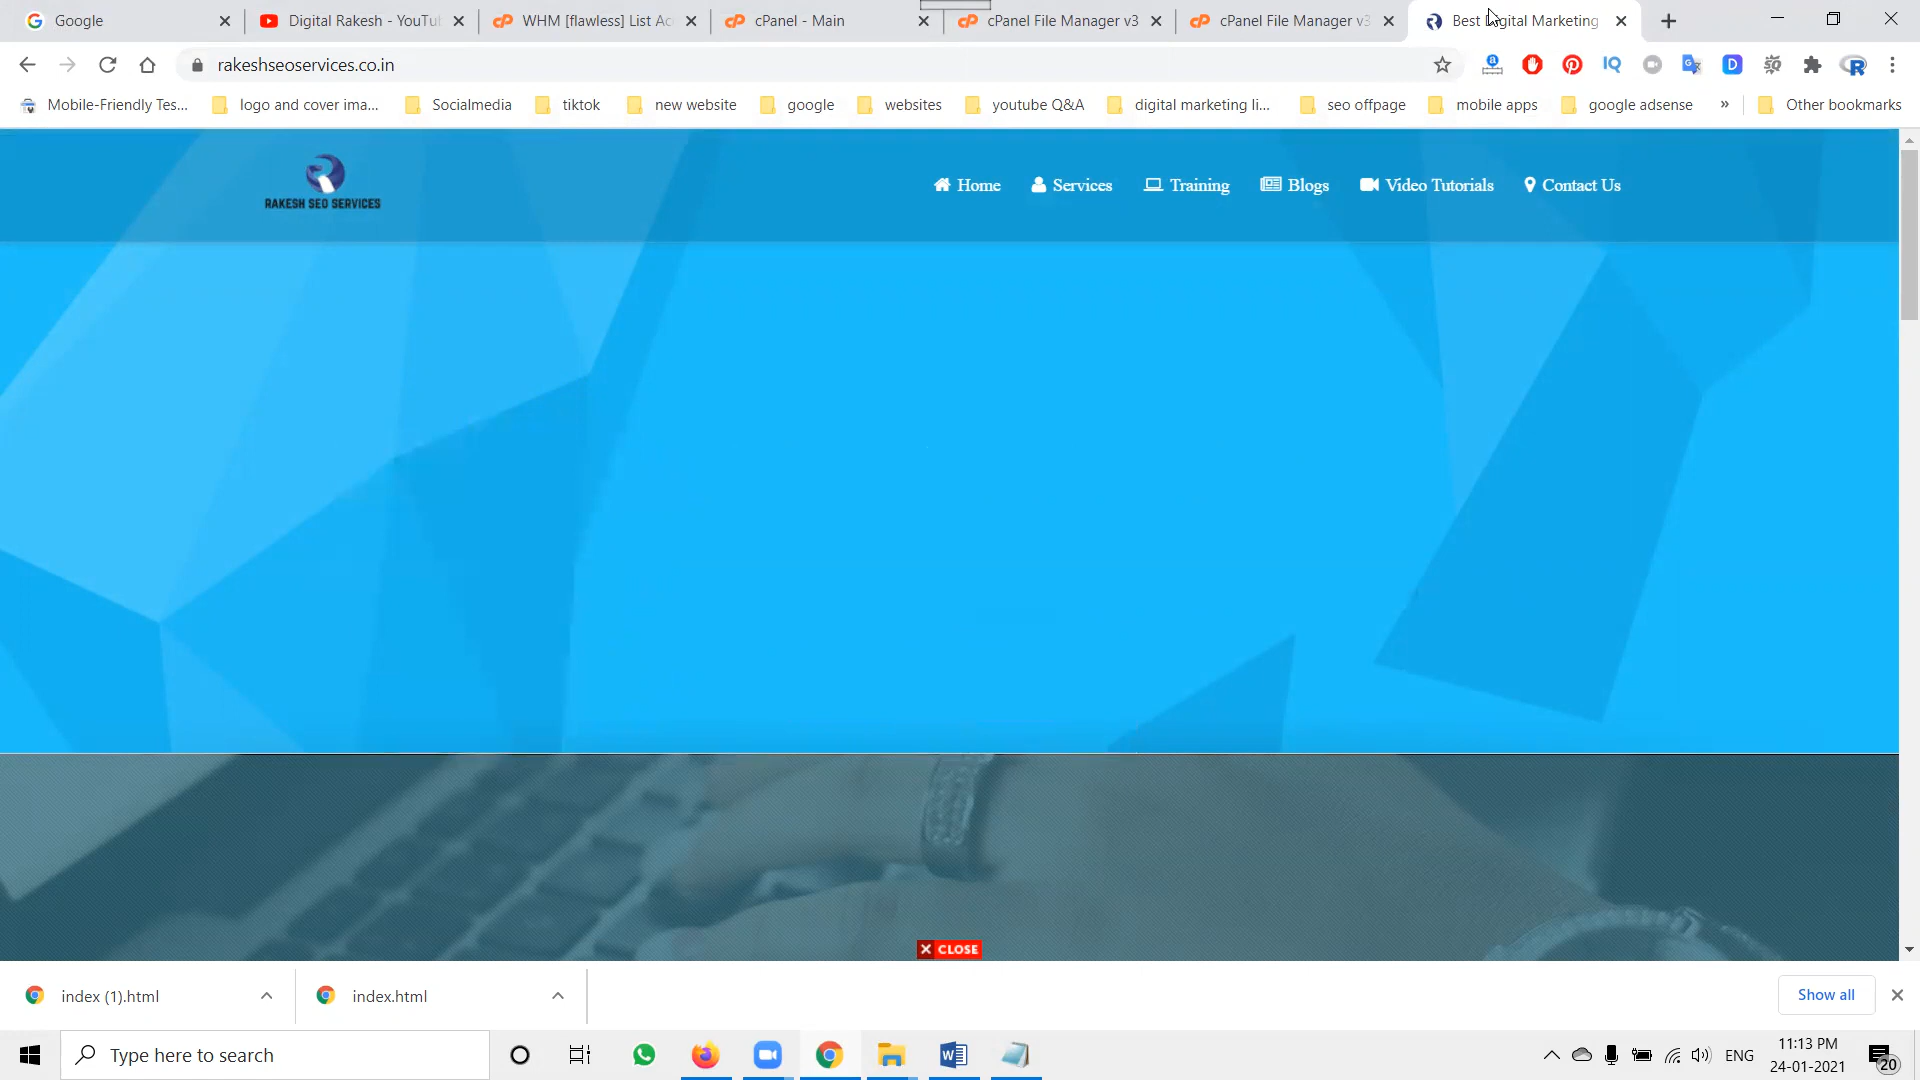 Google
Digital Rakesh - YouTu
WHM [flawless] List Ac
cPanel - Main
cPanel File Manager v3
cPanel File Manager v3
Best Digital Marketing
rakeshseoservices.co.in
Mobile-Friendly Tes...
logo and cover ima...
Socialmedia
tiktok
new website
google
websites
youtube Q&A
digital marketing li...
seo offpage
mobile apps
google adsense
»
Other bookmarks
RAKESH SEO SERVICES
Home
Services
Training
Blogs
Video Tutorials
Contact Us
CLOSE
index (1).html
index.html
Show all
Type here to search
ENG
11:13 PM
24-01-2021
20